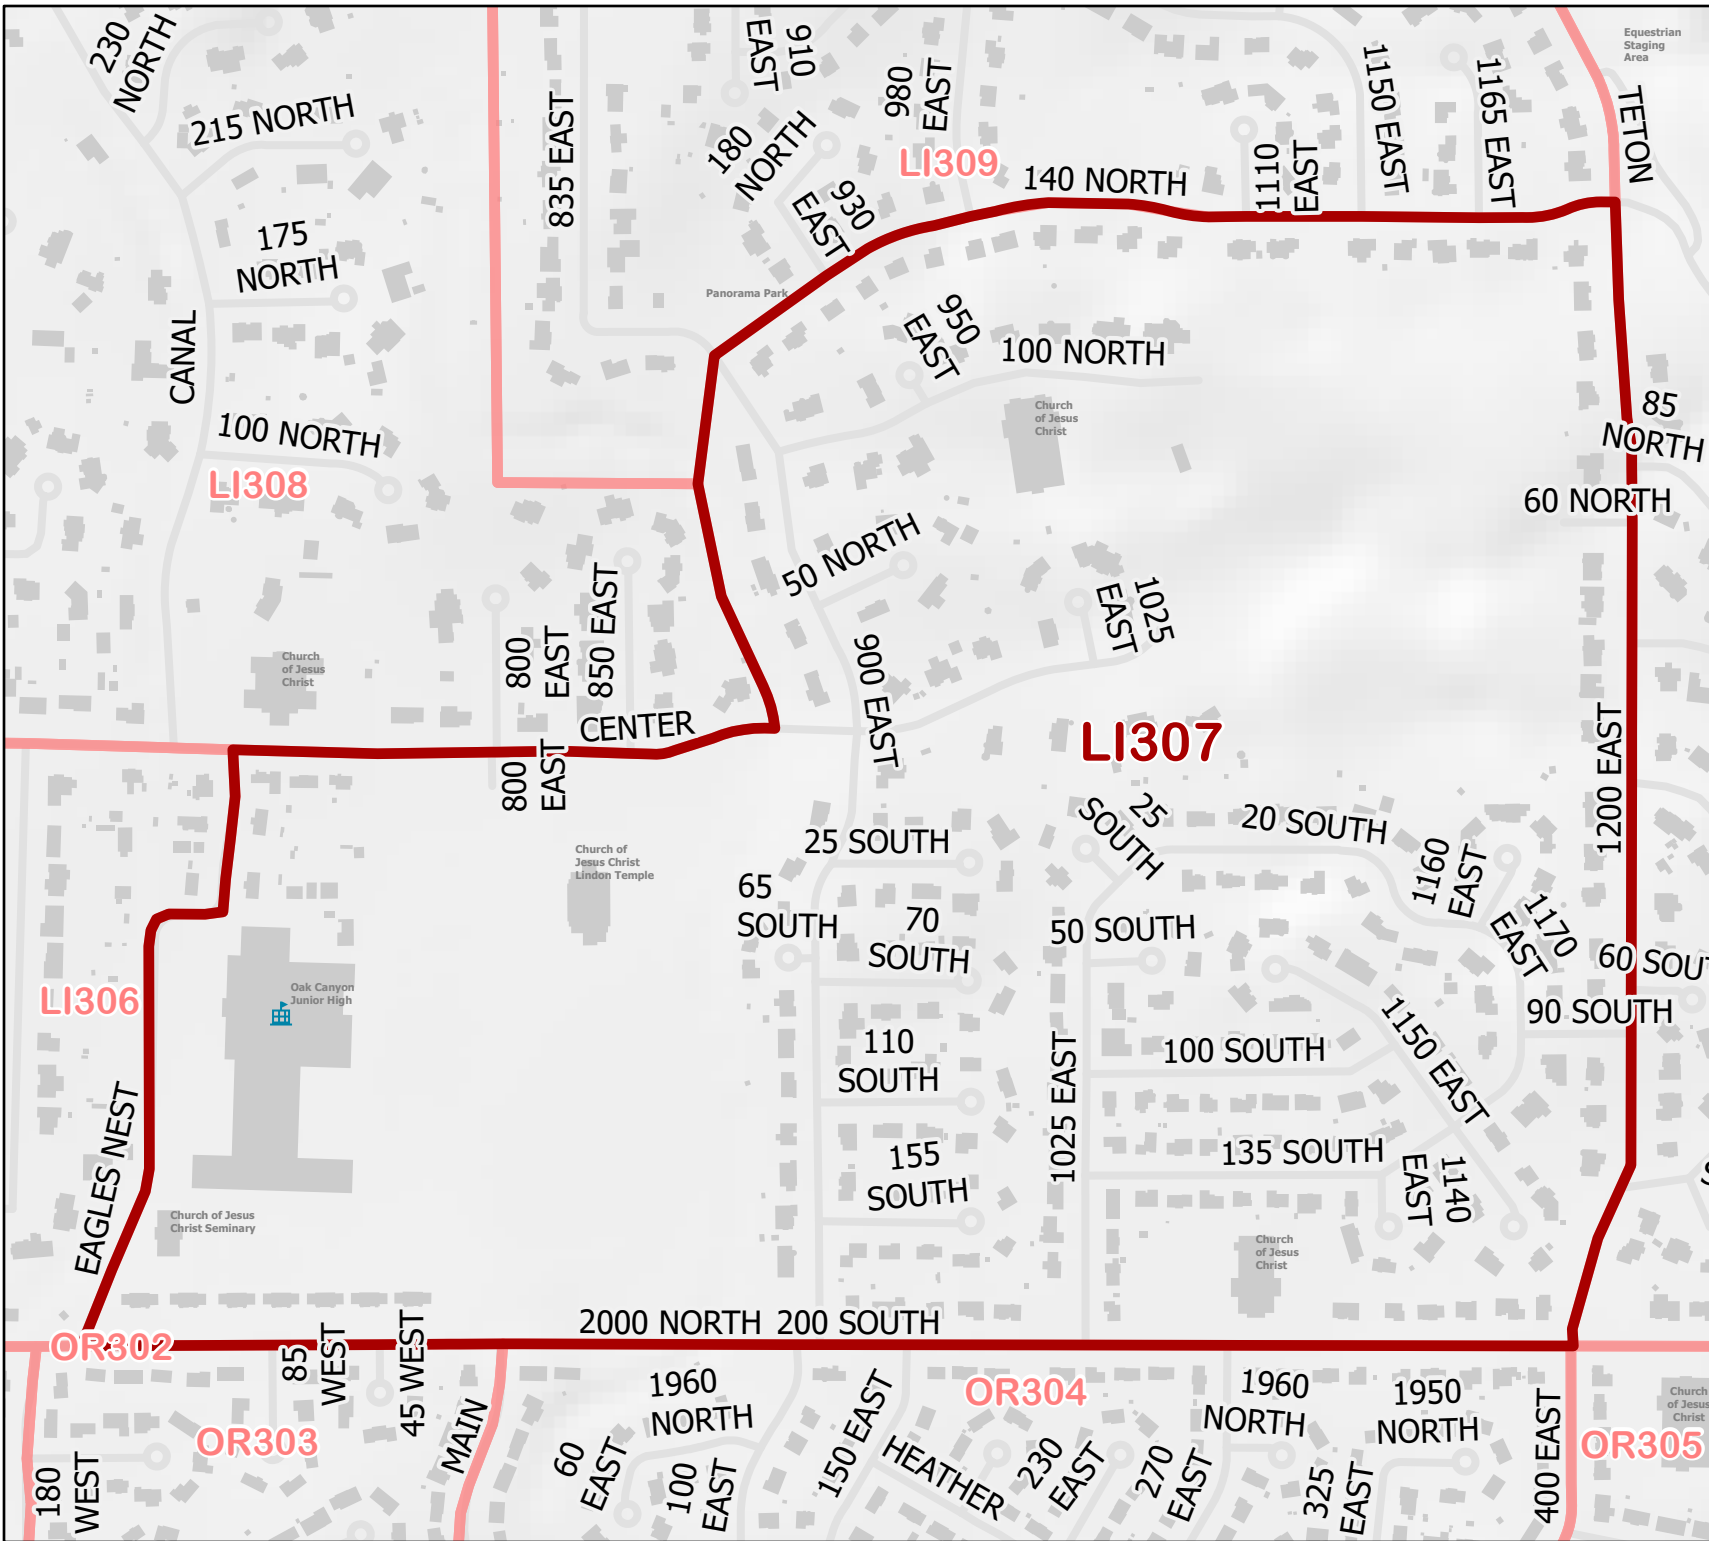 230
NORTH
215 NORTH
175
NORTH
CANAL
100 NORTH
LI308
835 EAST
910
EAST
980
EAST
180
NORTH
LI309
930
EAST
140 NORTH
1110
EAST
1150 EAST
1165 EAST
Equestrian
Staging
Area
TETON
Panorama Park
950
EAST
100 NORTH
Church
of Jesus
Christ
85
NORTH
60 NORTH
50 NORTH
1025
EAST
900 EAST
800
EAST
850 EAST
Church
of Jesus
Christ
CENTER
800
EAST
LI307
1200 EAST
25 SOUTH
25
SOUTH
20 SOUTH
1160
EAST
Church of
Jesus Christ
Lindon Temple
65
SOUTH
70
SOUTH
50 SOUTH
1170
EAST
60 SOUT
90 SOUTH
LI306
Oak Canyon
Junior High
110
SOUTH
1025 EAST
100 SOUTH
1150 EAST
EAGLES NEST
155
SOUTH
135 SOUTH
1140
EAST
S
Church of Jesus
Christ Seminary
Church
of Jesus
Christ
2000 NORTH 200 SOUTH
OR302
85
WEST
45 WEST
MAIN
OR303
180
WEST
1960
NORTH
60
EAST
100
EAST
150 EAST
HEATHER
OR304
230
EAST
270
EAST
1960
NORTH
1950
NORTH
325
EAST
400 EAST
Church
of Jesus
Christ
OR305